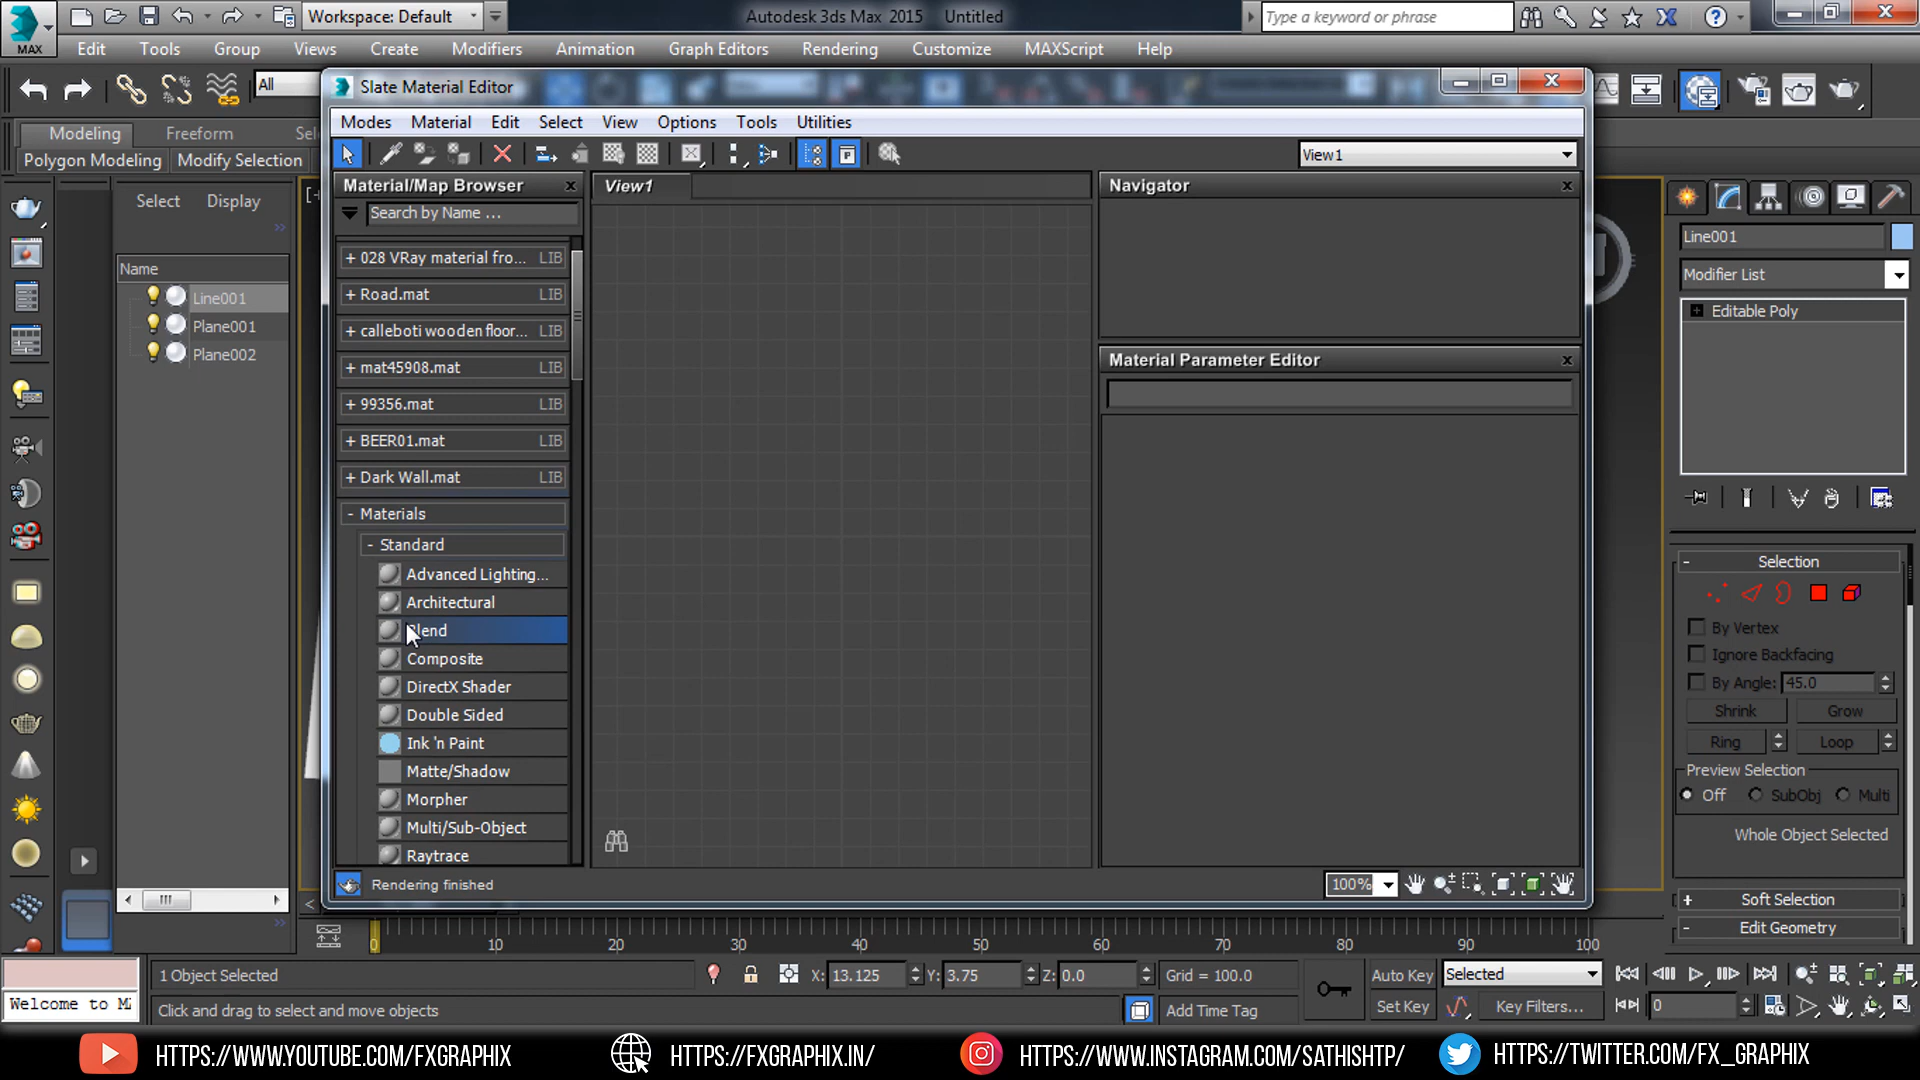 Workspace: Default
Autodesk 3ds Max 2015 Untitled
Type a keyword or phrase
MAX
Edit Tools Group Views Create Modifiers Animation Graph Editors Rendering Customize MAXScript Help
All
Slate Material Editor
Modeling Freeform
Polygon Modeling Modify Selection
Modes Material Edit Select View Options Tools Utilities
View1
Material/Map Browser
View1
Navigator
Select Display
Search by Name ...
Line001
Name
+ 028 VRay material fro... LIB
Modifier List
Line001
+ Road.mat LIB
Editable Poly
Plane001
+ calleboti wooden floor... LIB
Plane002
+ mat45908.mat LIB
Material Parameter Editor
+ 99356.mat LIB
+ BEER01.mat LIB
+ Dark Wall.mat LIB
- Materials
- Standard
Advanced Lighting...
Architectural
Blend
Composite
DirectX Shader
Double Sided
Ink 'n Paint
Matte/Shadow
Morpher
Multi/Sub-Object
Raytrace
Selection
By Vertex
Ignore Backfacing
By Angle: 45.0
Shrink Grow
Ring Loop
Preview Selection
Off SubObj Multi
Whole Object Selected
Rendering finished
100%
+ Soft Selection
- Edit Geometry
0 10 20 30 40 50 60 70 80 90 100
1 Object Selected X: 13.125 Y: 3.75 Z: 0.0 Grid = 100.0 Auto Key Selected
Welcome to M
Click and drag to select and move objects Add Time Tag Set Key Key Filters... 0
HTTPS://WWW.YOUTUBE.COM/FXGRAPHIX HTTPS://FXGRAPHIX.IN/ HTTPS://WWW.INSTAGRAM.COM/SATHISHTP/ HTTPS://TWITTER.COM/FX_GRAPHIX